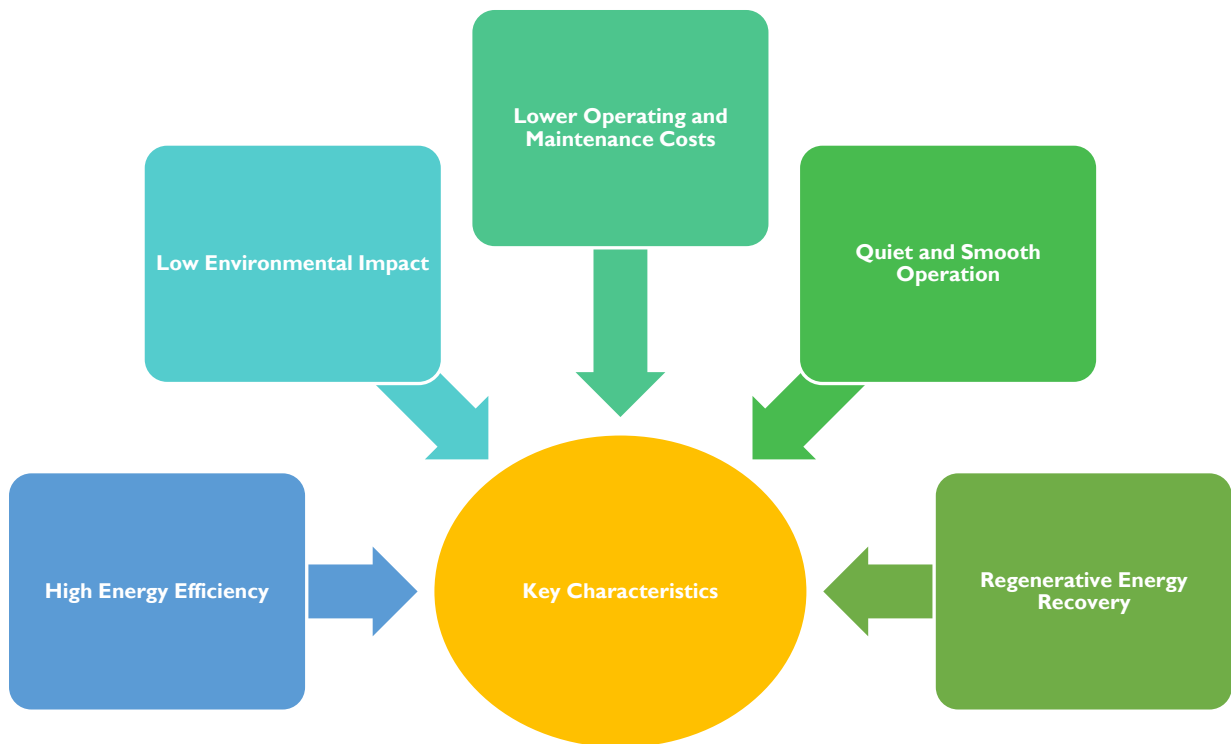 Lower Operating and
Maintenance Costs
Low Environmental Impact
Quiet and Smooth
Operation
High Energy Efficiency
Key Characteristics
Regenerative Energy
Recovery